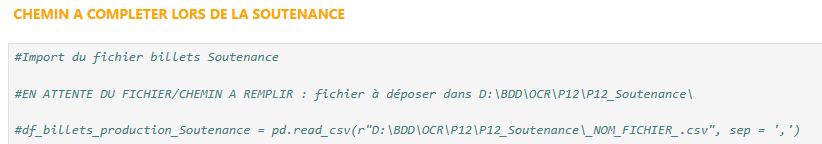 CHEMIN A COMPLETER LORS DE LA SOUTENANCE
#Import du fichier billets Soutenance
#EN ATTENTE DU FICHIER/CHEMIN A REMPLIR : fichier à déposer dans D:\BDD\OCR\P12\P12_Soutenance\
#df_billets_production_Soutenance = pd.read_csv(r"D:\BDD\OCR\P12\P12_Soutenance\_NOM_FICHIER_.csv", sep = ',')